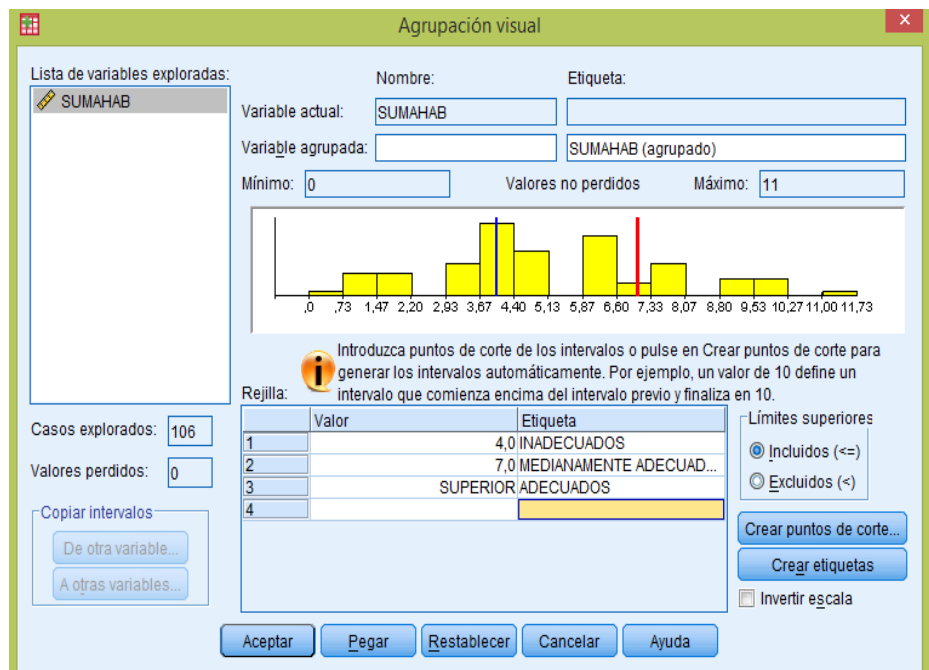 Agrupación visual
Lista de variables exploradas:
SUMAHAB
Nombre:
Etiqueta:
Variable actual:
SUMAHAB
Variable agrupada:
SUMAHAB (agrupado)
Mínimo: 0
Valores no perdidos
Máximo: 11
,0 ,73 1,47 2,20 2,93 3,67 4,40 5,13 5,87 6,60 7,33 8,07 8,80 9,53 10,27 11,00 11,73
Introduzca puntos de corte de los intervalos o pulse en Crear puntos de corte para
generar los intervalos automáticamente. Por ejemplo, un valor de 10 define un
intervalo que comienza encima del intervalo previo y finaliza en 10.
Rejilla:
Valor Etiqueta
1 4,0 INADECUADOS
2 7,0 MEDIANAMENTE ADECUAD...
3 SUPERIOR ADECUADOS
4
Casos explorados: 106
Valores perdidos: 0
Copiar intervalos
De otra variable...
A otras variables...
Límites superiores
Incluidos (<=)
Excluidos (<)
Crear puntos de corte...
Crear etiquetas
Invertir escala
Aceptar
Pegar
Restablecer
Cancelar
Ayuda